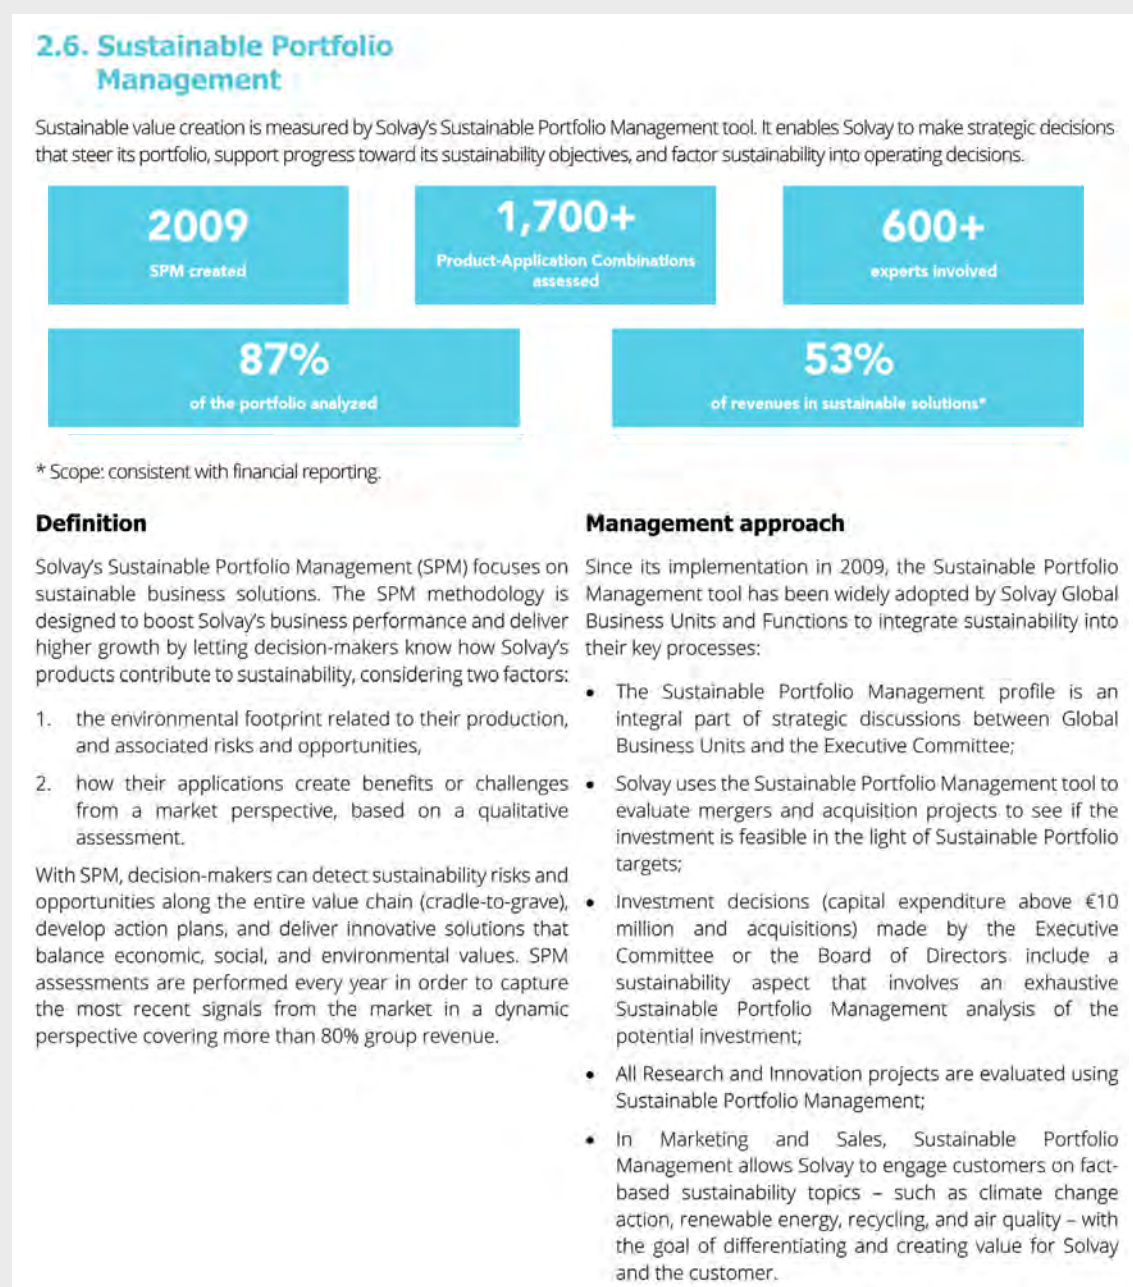 2.6. Sustainable Portfolio
Management
Sustainable value creation is measured by Solvay's Sustainable Portfolio Management tool. It enables Solvay to make strategic decisions
that steer its portfolio, support progress toward its sustainability objectives, and factor sustainability into operating decisions.
2009
SPM created
1,700+
Product-Application Combinations
assessed
600+
experts involved
87%
of the portfolio analyzed
53%
of revenues in sustainable solutions*
* Scope: consistent with financial reporting.
Definition
Solvay's Sustainable Portfolio Management (SPM) focuses on
sustainable business solutions. The SPM methodology is
designed to boost Solvay's business performance and deliver
higher growth by letting decision-makers know how Solvay's
products contribute to sustainability, considering two factors:
1. the environmental footprint related to their production,
and associated risks and opportunities,
2. how their applications create benefits or challenges
from a market perspective, based on a qualitative
assessment.
With SPM, decision-makers can detect sustainability risks and
opportunities along the entire value chain (cradle-to-grave),
develop action plans, and deliver innovative solutions that
balance economic, social, and environmental values. SPM
assessments are performed every year in order to capture
the most recent signals from the market in a dynamic
perspective covering more than 80% group revenue.
Management approach
Since its implementation in 2009, the Sustainable Portfolio
Management tool has been widely adopted by Solvay Global
Business Units and Functions to integrate sustainability into
their key processes:
• The Sustainable Portfolio Management profile is an
integral part of strategic discussions between Global
Business Units and the Executive Committee;
• Solvay uses the Sustainable Portfolio Management tool to
evaluate mergers and acquisition projects to see if the
investment is feasible in the light of Sustainable Portfolio
targets;
• Investment decisions (capital expenditure above €10
million and acquisitions) made by the Executive
Committee or the Board of Directors include a
sustainability aspect that involves an exhaustive
Sustainable Portfolio Management analysis of the
potential investment;
• All Research and Innovation projects are evaluated using
Sustainable Portfolio Management;
• In Marketing and Sales, Sustainable Portfolio
Management allows Solvay to engage customers on fact-
based sustainability topics – such as climate change
action, renewable energy, recycling, and air quality – with
the goal of differentiating and creating value for Solvay
and the customer.